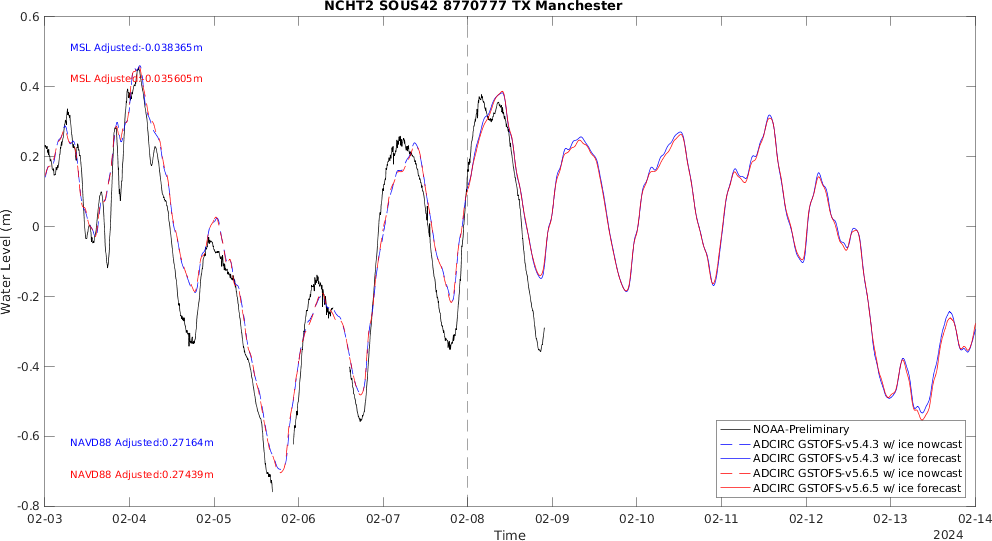 NCHT2 SOUS42 8770777 TX Manchester
MSL Adjusted:-0.038365m
MSL Adjusted:-0.035605m
NAVD88 Adjusted:0.27164m
NAVD88 Adjusted:0.27439m
Water Level (m)
0.6
0.4
0.2
0
-0.2
-0.4
-0.6
-0.8
NOAA-Preliminary
ADCIRC GSTOFS-v5.4.3 w/ ice nowcast
ADCIRC GSTOFS-v5.4.3 w/ ice forecast
ADCIRC GSTOFS-v5.6.5 w/ ice nowcast
ADCIRC GSTOFS-v5.6.5 w/ ice forecast
02-03 02-04 02-05 02-06 02-07 02-08 02-09 02-10 02-11 02-12 02-13 02-14
Time
2024